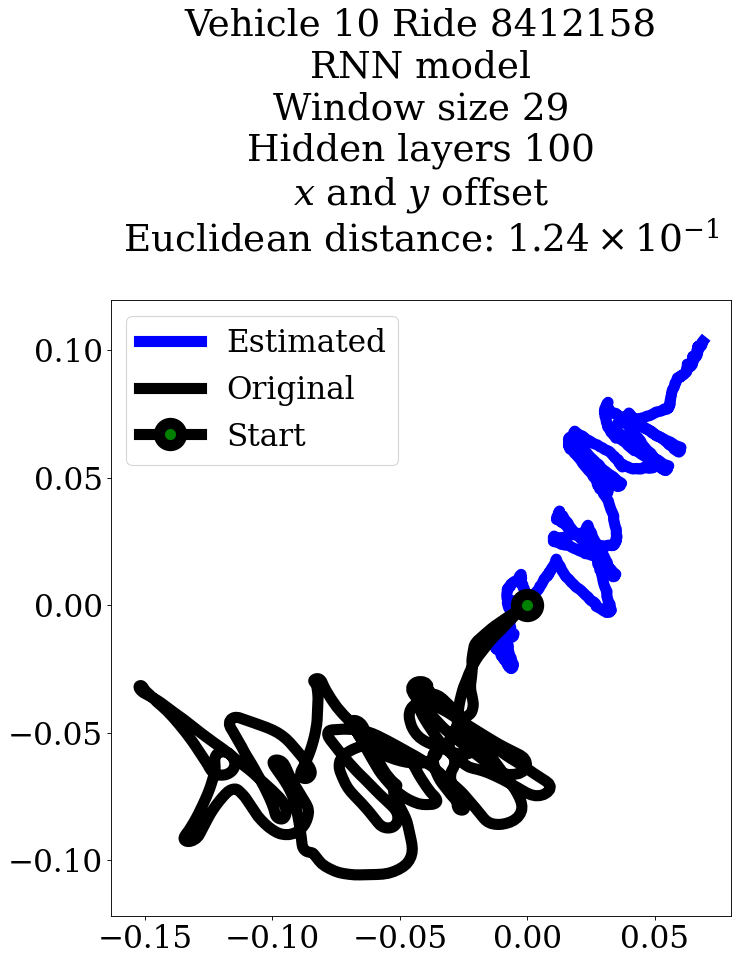 Vehicle 10 Ride 8412158
RNN model
Window size 29
Hidden layers 100
x and y offset
Euclidean distance: 1.24 × 10⁻¹
Estimated
Original
Start
0.10
0.05
0.00
−0.05
−0.10
−0.15
−0.10
−0.05
0.00
0.05